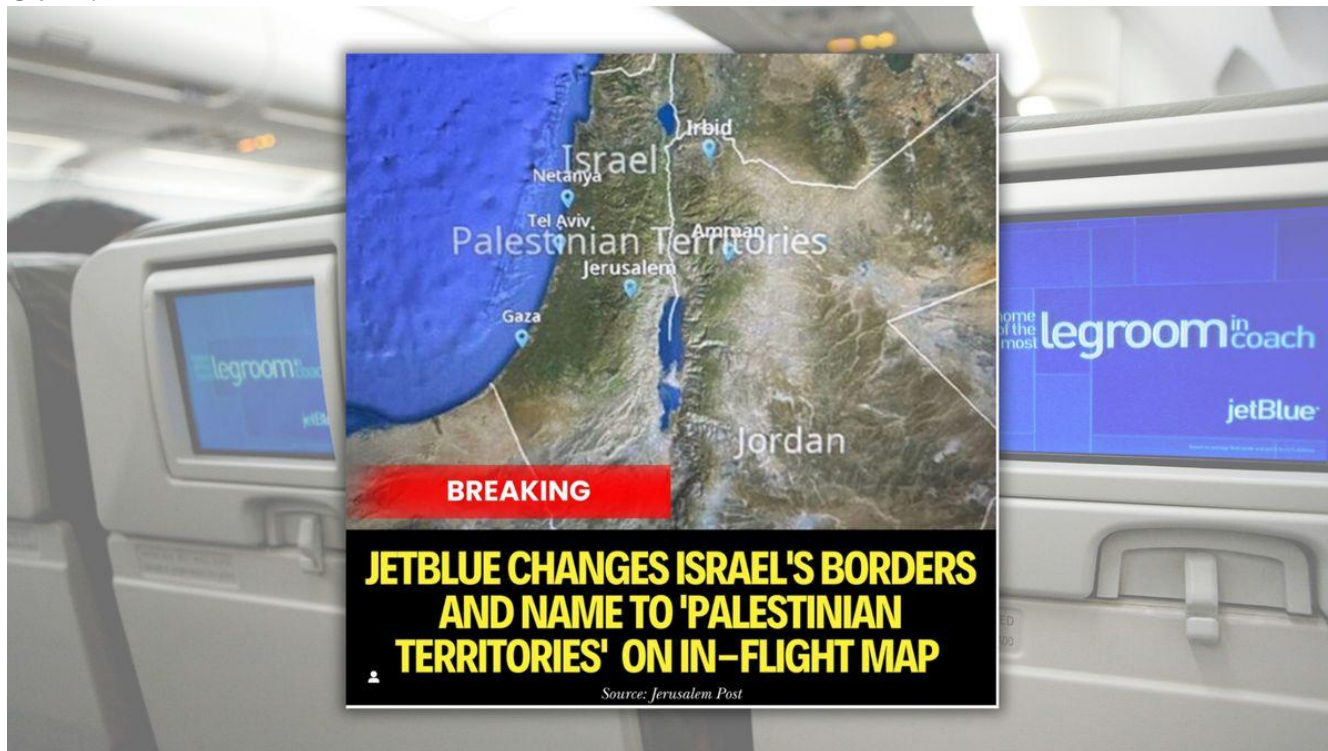 Irbid
Israel
Netanya
Tel Aviv
Amman
Palestinian Territories
Jerusalem
Gaza
Jordan
BREAKING
JETBLUE CHANGES ISRAEL'S BORDERS
AND NAME TO 'PALESTINIAN
TERRITORIES' ON IN-FLIGHT MAP
Source: Jerusalem Post
legroom
home
of the
most
legroom in coach
jetBlue